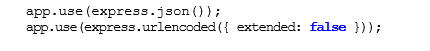 app.use(express.json());
app.use(express.urlencoded({ extended: false }));